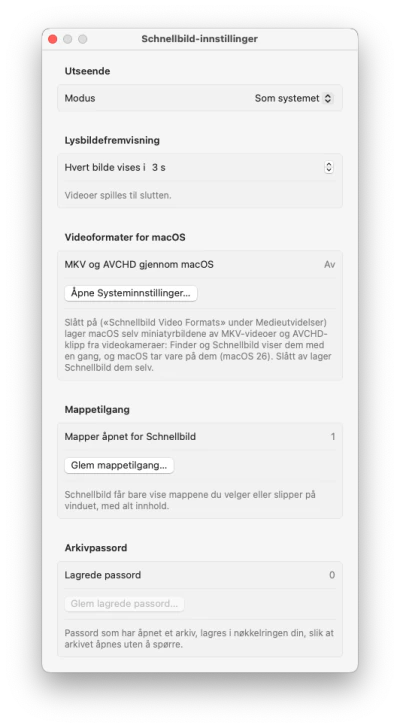 Schnellbild-innstillinger
Utseende
Modus Som systemet
Lysbildefremvisning
Hvert bilde vises i 3 s
Videoer spilles til slutten.
Videoformater for macOS
MKV og AVCHD gjennom macOS Av
Åpne Systeminnstillinger...
Slått på («Schnellbild Video Formats» under Medieutvidelser)
lager macOS selv miniatyrbildene av MKV-videoer og AVCHD-
klipp fra videokameraer: Finder og Schnellbild viser dem med
en gang, og macOS tar vare på dem (macOS 26). Slått av lager
Schnellbild dem selv.
Mappetilgang
Mapper åpnet for Schnellbild 1
Glem mappetilgang...
Schnellbild får bare vise mappene du velger eller slipper på
vinduet, med alt innhold.
Arkivpassord
Lagrede passord 0
Glem lagrede passord...
Passord som har åpnet et arkiv, lagres i nøkkelringen din, slik at
arkivet åpnes uten å spørre.